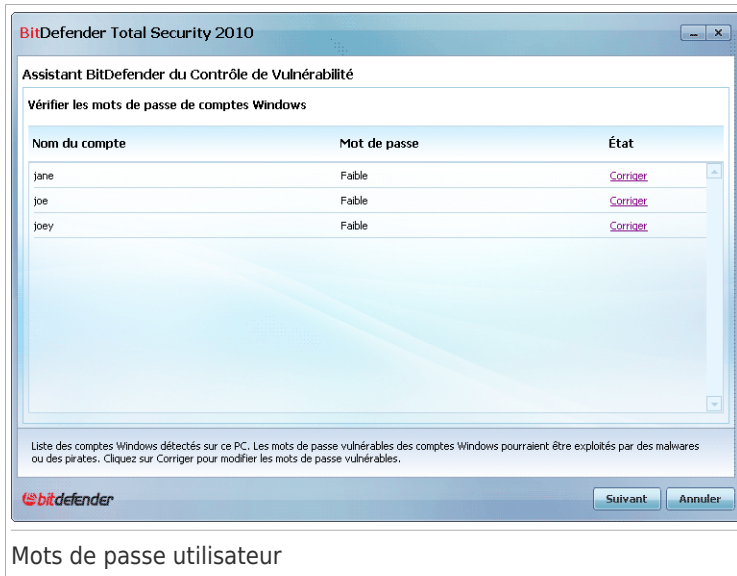 BitDefender Total Security 2010
Assistant BitDefender du Contrôle de Vulnérabilité
Vérifier les mots de passe de comptes Windows
Nom du compte Mot de passe État
jane Faible Corriger
joe Faible Corriger
joey Faible Corriger
Liste des comptes Windows détectés sur ce PC. Les mots de passe vulnérables des comptes Windows pourraient être exploités par des malwares
ou des pirates. Cliquez sur Corriger pour modifier les mots de passe vulnérables.
bitdefender Suivant Annuler
Mots de passe utilisateur